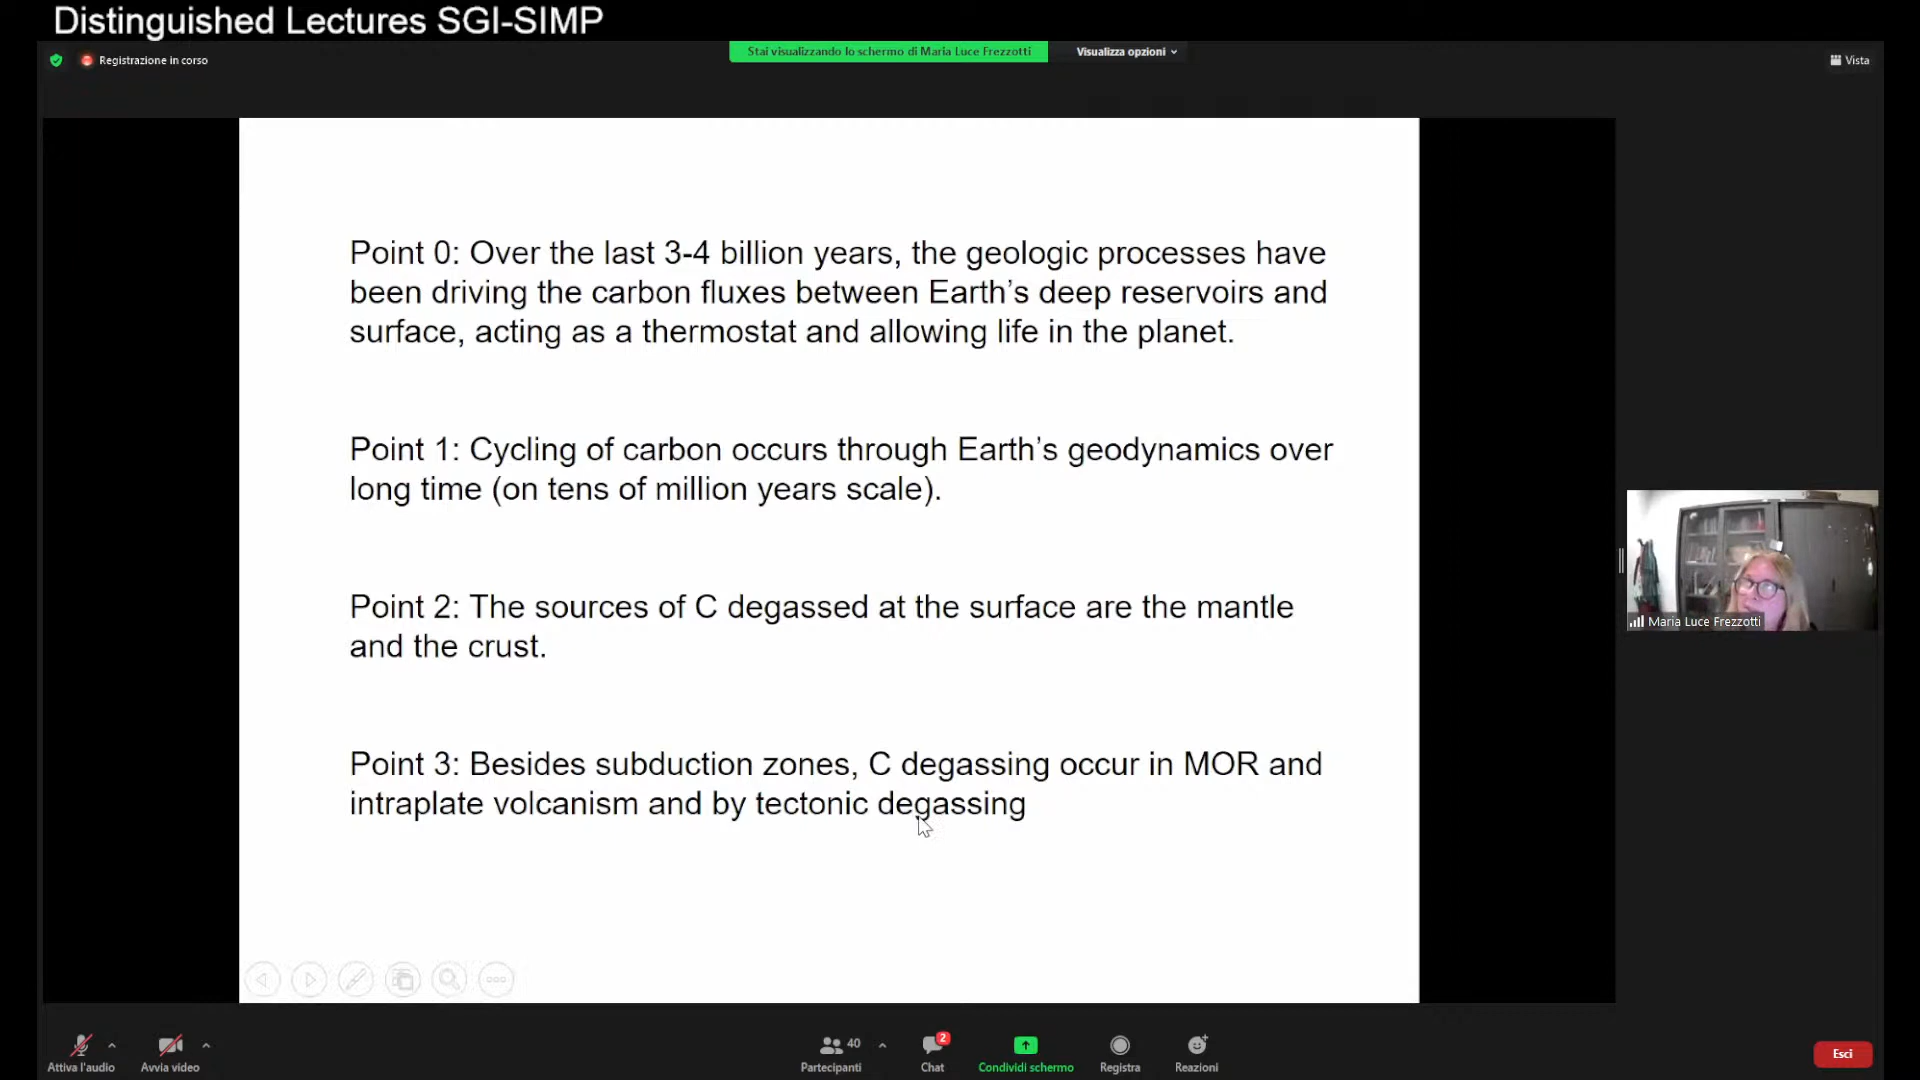 Distinguished Lectures SGI-SIMP
Registrazione in corso
Stai visualizzando lo schermo di Maria Luce Frezzotti
Visualizza opzioni
Vista
Point 0: Over the last 3-4 billion years, the geologic processes have
been driving the carbon fluxes between Earth’s deep reservoirs and
surface, acting as a thermostat and allowing life in the planet.
Point 1: Cycling of carbon occurs through Earth’s geodynamics over
long time (on tens of million years scale).
Point 2: The sources of C degassed at the surface are the mantle
and the crust.
Point 3: Besides subduction zones, C degassing occur in MOR and
intraplate volcanism and by tectonic degassing
Maria Luce Frezzotti
Attiva l'audio
Avvia video
40
Partecipanti
2
Chat
Condividi schermo
Registra
Reazioni
Esci